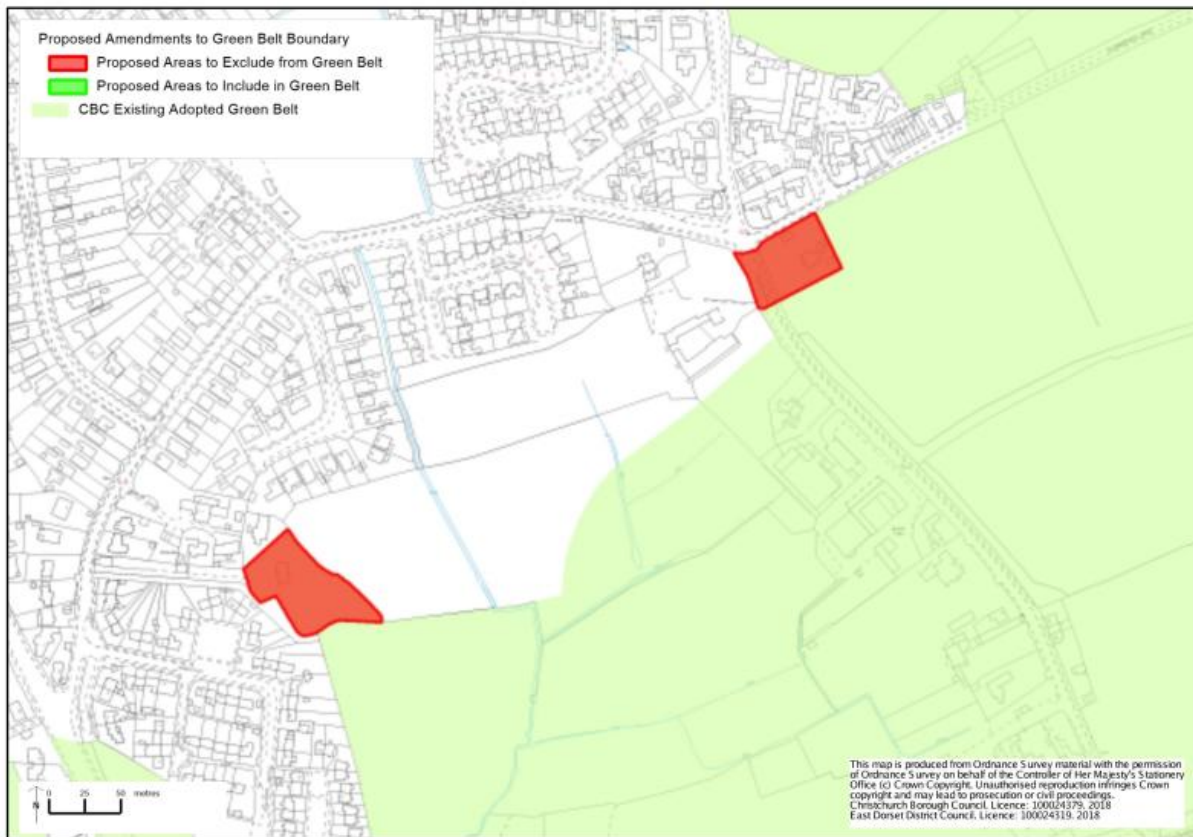 Proposed Amendments to Green Belt Boundary
Proposed Areas to Exclude from Green Belt
Proposed Areas to Include in Green Belt
CBC Existing Adopted Green Belt
N
0 25 50 metres
This map is produced from Ordnance Survey material with the permission
of Ordnance Survey on behalf of the Controller of Her Majesty's Stationery
Office (c) Crown Copyright. Unauthorised reproduction infringes Crown
copyright and may lead to prosecution or civil proceedings.
Christchurch Borough Council. Licence: 100024379. 2018
East Dorset District Council. Licence: 100024319. 2018